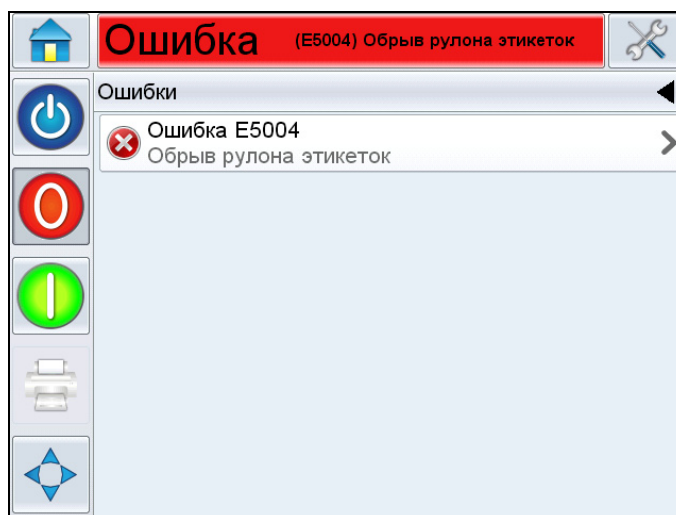 Ошибка (E5004) Обрыв рулона этикеток
Ошибки
Ошибка E5004
Обрыв рулона этикеток